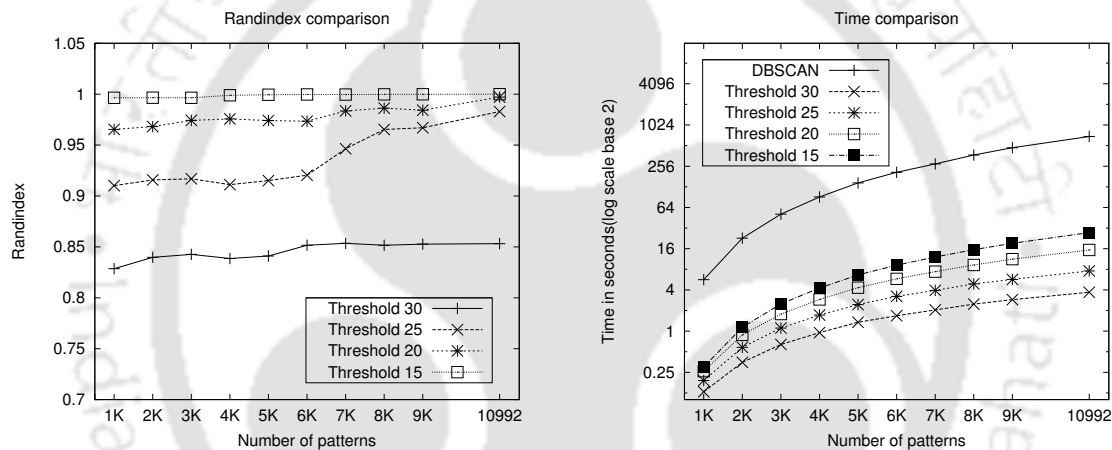 Randindex comparison
1.05
1
0.95
0.9
0.85
0.8
0.75
0.7
Randindex
Threshold 30
Threshold 25
Threshold 20
Threshold 15
1K 2K 3K 4K 5K 6K 7K 8K 9K 10992
Number of patterns
Time comparison
4096
1024
256
64
16
4
1
0.25
Time in seconds(log scale base 2)
DBSCAN
Threshold 30
Threshold 25
Threshold 20
Threshold 15
1K 2K 3K 4K 5K 6K 7K 8K 9K 10992
Number of patterns